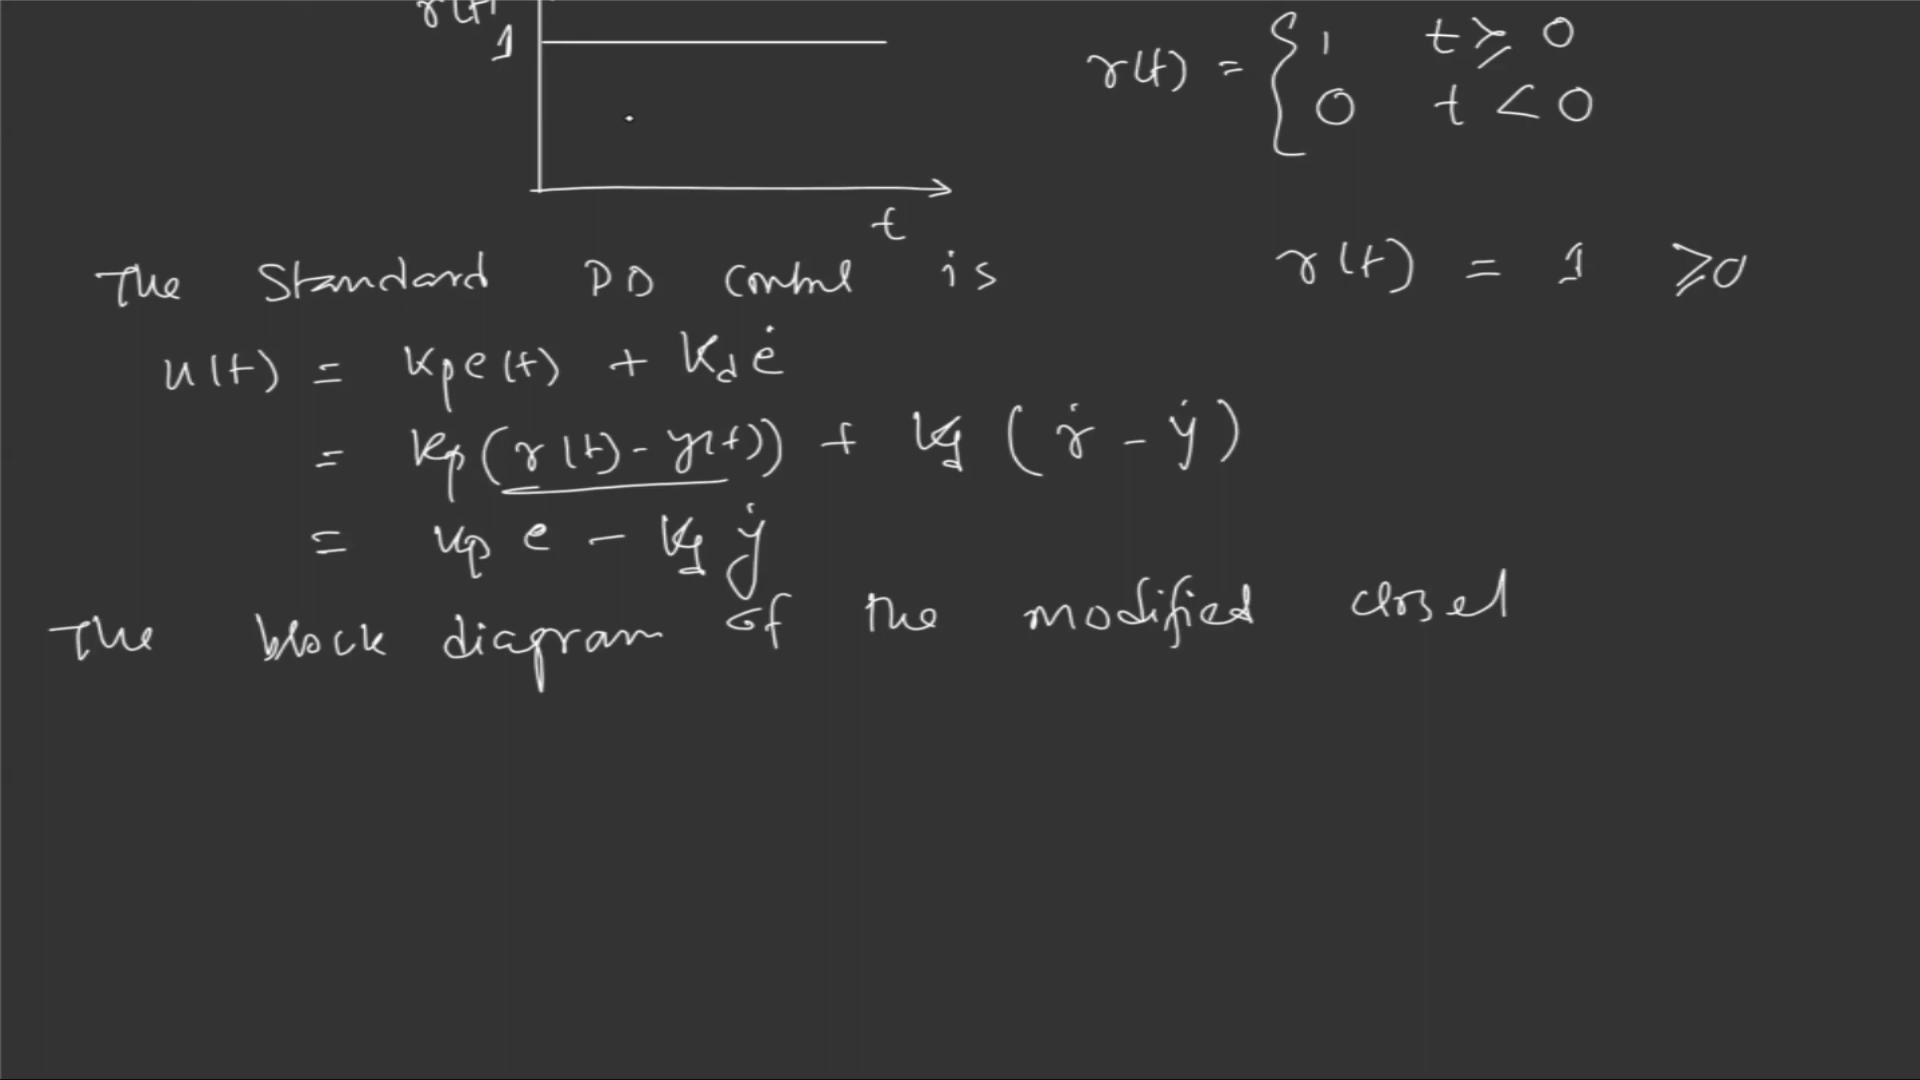 r(t)
1
r(t) = { 1 t ≥ 0
0 t < 0
t
The Standard PD control is
r(t) = 1 ≥0
u(t) = kp e(t) + Kd ė
= kp (r(t) - y(t)) + Kd (ṙ - ẏ)
= kp e - Kd ẏ
The block diagram of the modified closed